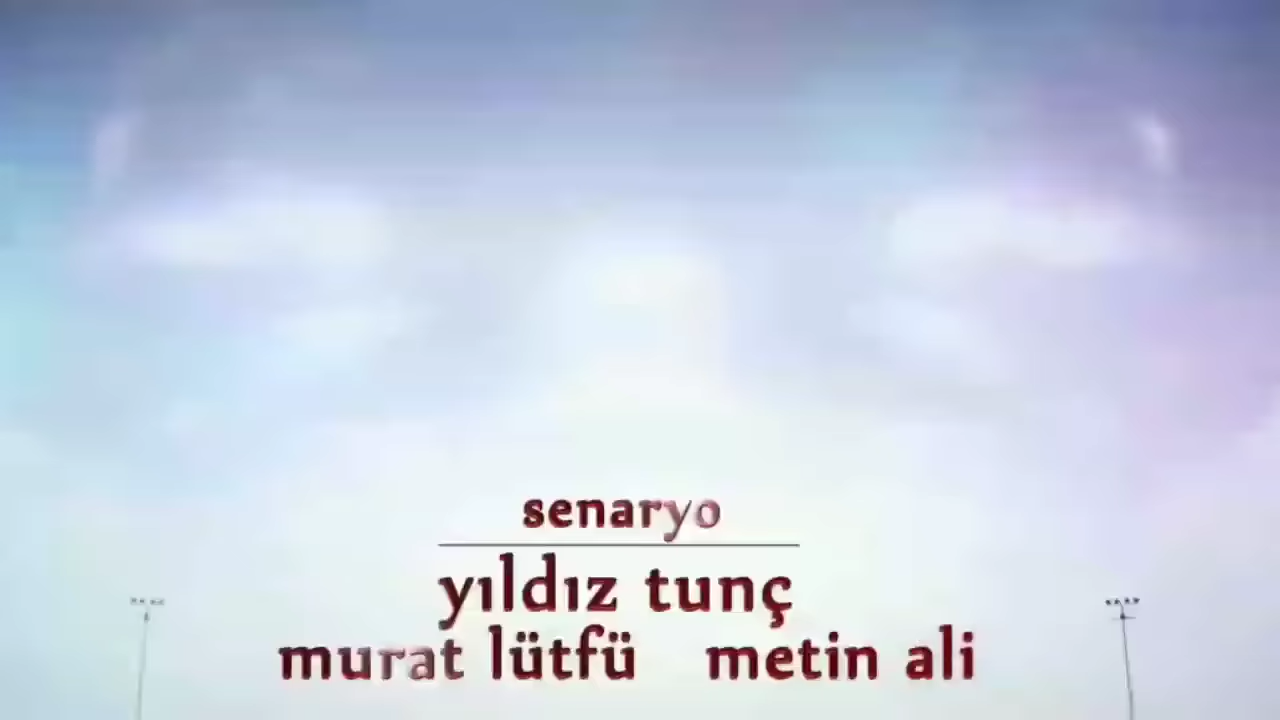 senaryo
yıldız tunç
murat lütfü metin ali